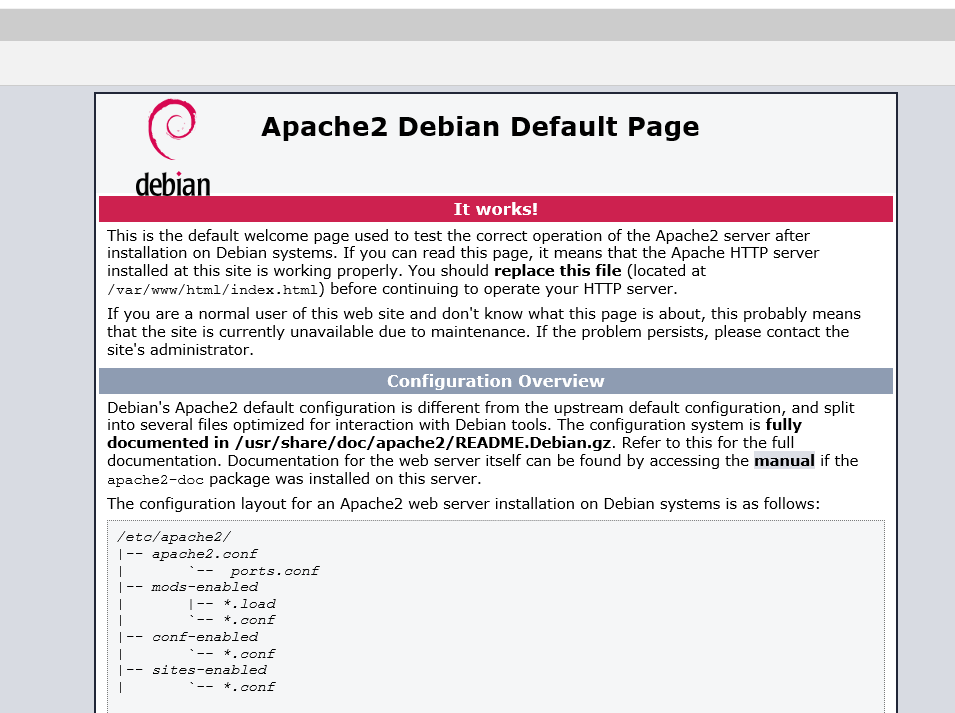 debian
Apache2 Debian Default Page
It works!
This is the default welcome page used to test the correct operation of the Apache2 server after
installation on Debian systems. If you can read this page, it means that the Apache HTTP server
installed at this site is working properly. You should replace this file (located at
/var/www/html/index.html) before continuing to operate your HTTP server.
If you are a normal user of this web site and don't know what this page is about, this probably means
that the site is currently unavailable due to maintenance. If the problem persists, please contact the
site's administrator.
Configuration Overview
Debian's Apache2 default configuration is different from the upstream default configuration, and split
into several files optimized for interaction with Debian tools. The configuration system is fully
documented in /usr/share/doc/apache2/README.Debian.gz. Refer to this for the full
documentation. Documentation for the web server itself can be found by accessing the manual if the
apache2-doc package was installed on this server.
The configuration layout for an Apache2 web server installation on Debian systems is as follows:
/etc/apache2/
|-- apache2.conf
|       `--  ports.conf
|-- mods-enabled
|       |-- *.load
|       `-- *.conf
|-- conf-enabled
|       `-- *.conf
|-- sites-enabled
|       `-- *.conf